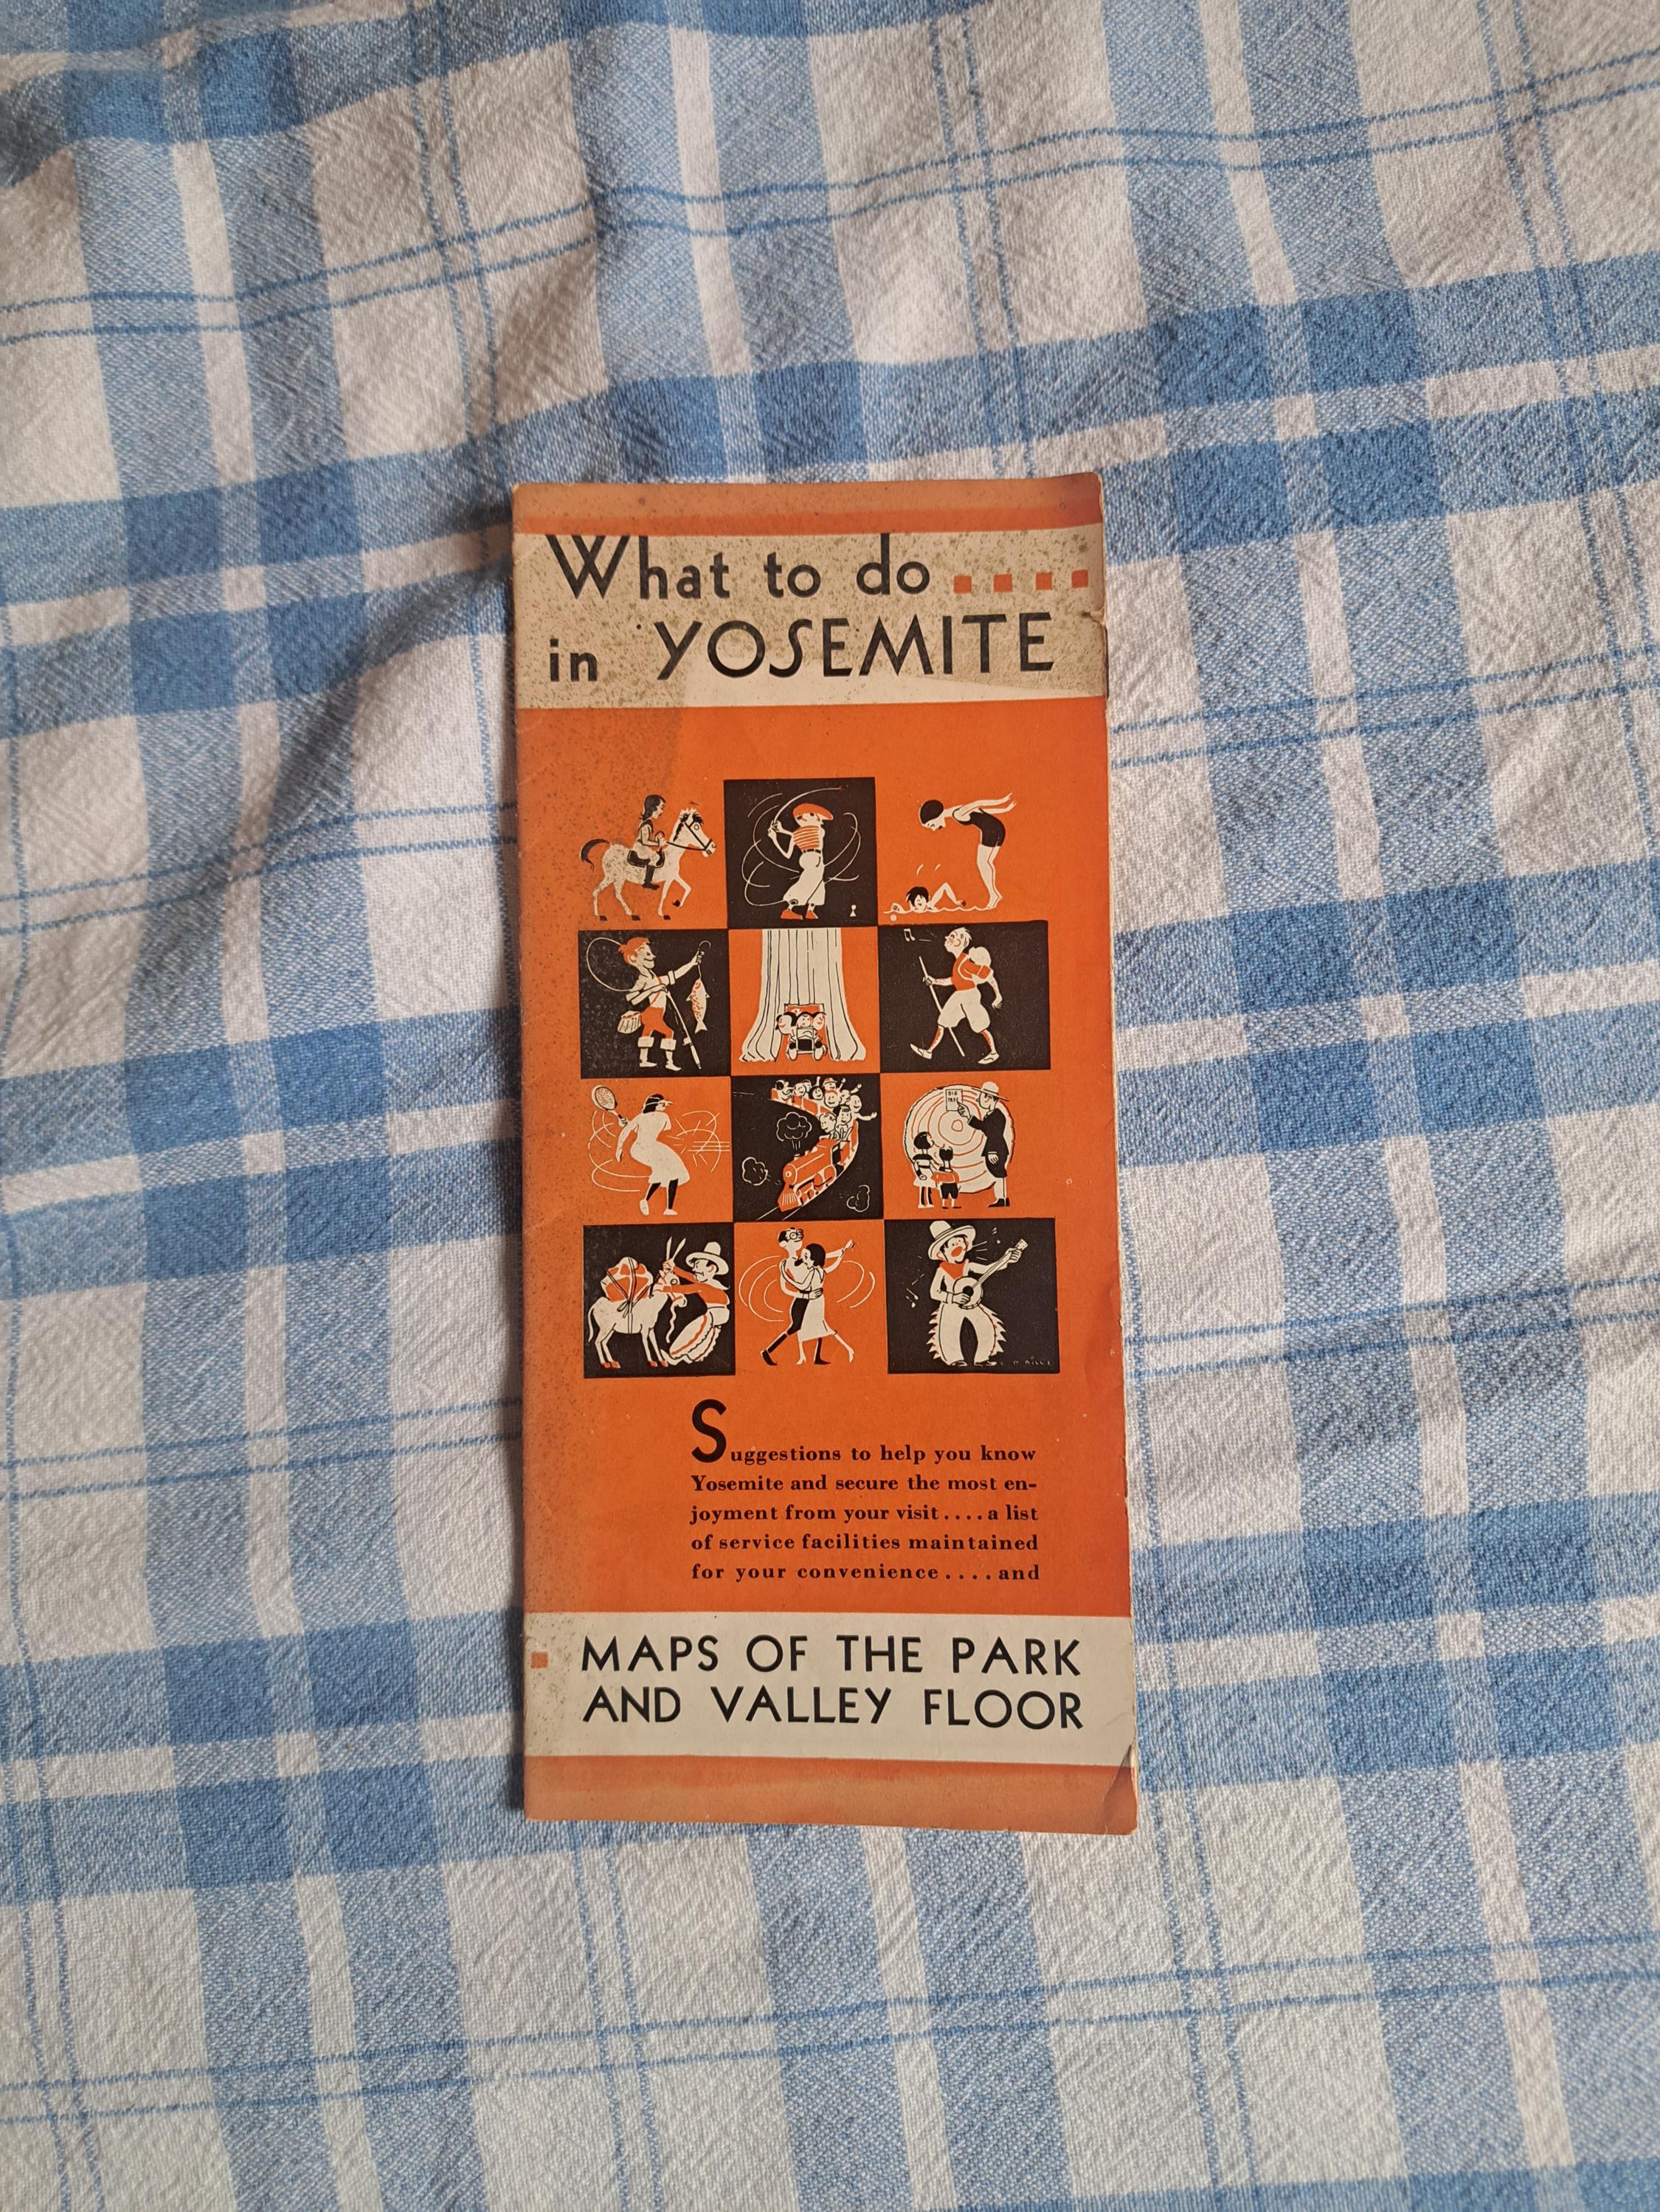 What to do ....
in YOSEMITE
Suggestions to help you know
Yosemite and secure the most en-
joyment from your visit....a list
of service facilities maintained
for your convenience....and
MAPS OF THE PARK
AND VALLEY FLOOR